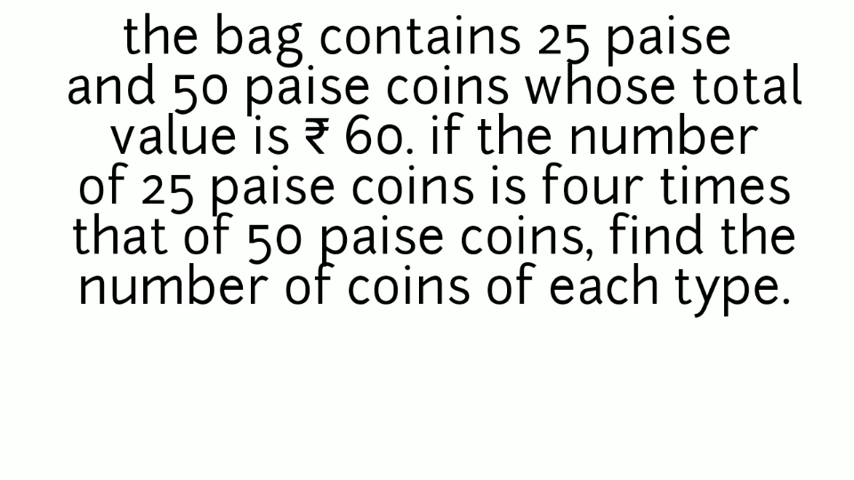 the bag contains 25 paise
and 50 paise coins whose total
value is ₹ 60. if the number
of 25 paise coins is four times
that of 50 paise coins, find the
number of coins of each type.